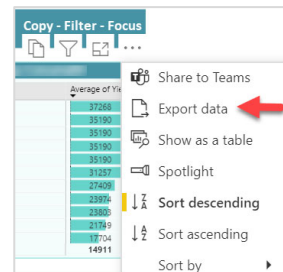 Copy - Filter - Focus
Share to Teams
Average of Yie
Export data
37266
35190
35190
Show as a table
35190
35190
31257
Spotlight
27409
23974
Sort descending
23803
21749
Sort ascending
17704
14911
Sort by